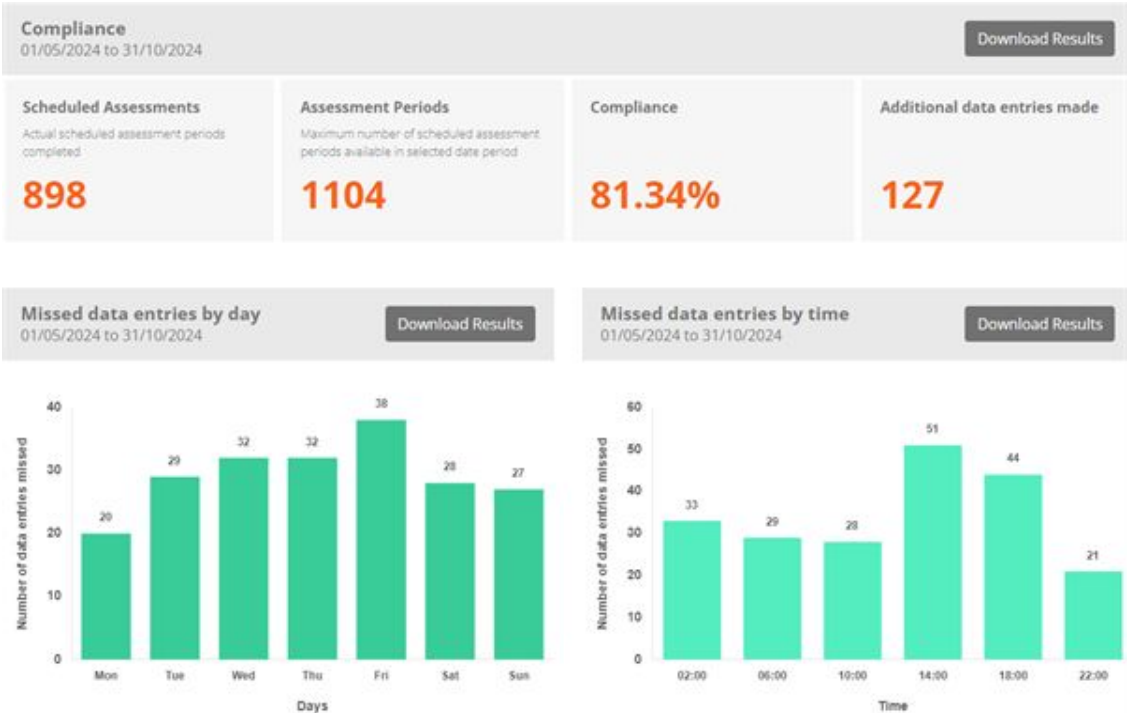 Compliance
01/05/2024 to 31/10/2024
Download Results
Scheduled Assessments
Actual scheduled assessment periods
completed
898
Assessment Periods
Maximum number of scheduled assessment
periods available in selected date period
1104
Compliance
81.34%
Additional data entries made
127
Missed data entries by day
01/05/2024 to 31/10/2024
Download Results
Number of data entries missed
40
30
20
10
0
20
29
32
32
38
28
27
Mon Tue Wed Thu Fri Sat Sun
Days
Missed data entries by time
01/05/2024 to 31/10/2024
Download Results
Number of data entries missed
60
50
40
30
20
10
0
33
29
28
51
44
21
02:00 06:00 10:00 14:00 18:00 22:00
Time